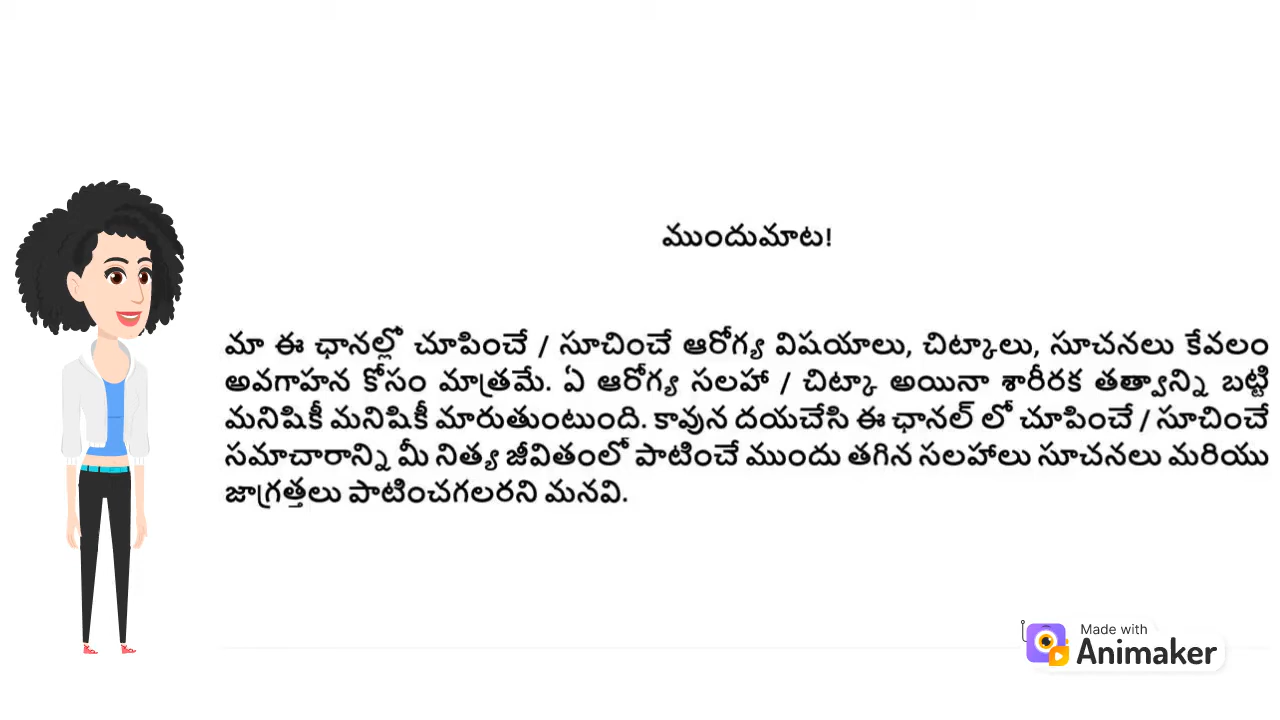 ముందుమాట!
మా ఈ ఛానల్లో చూపించే / సూచించే ఆరోగ్య విషయాలు, చిట్కాలు, సూచనలు కేవలం
అవగాహన కోసం మాత్రమే. ఏ ఆరోగ్య సలహా / చిట్కా అయినా శారీరక తత్వాన్ని బట్టి
మనిషికీ మనిషికీ మారుతుంటుంది. కావున దయచేసి ఈ ఛానల్ లో చూపించే / సూచించే
సమాచారాన్ని మీ నిత్య జీవితంలో పాటించే ముందు తగిన సలహాలు సూచనలు మరియు
జాగ్రత్తలు పాటించగలరని మనవి.
Made with
Animaker